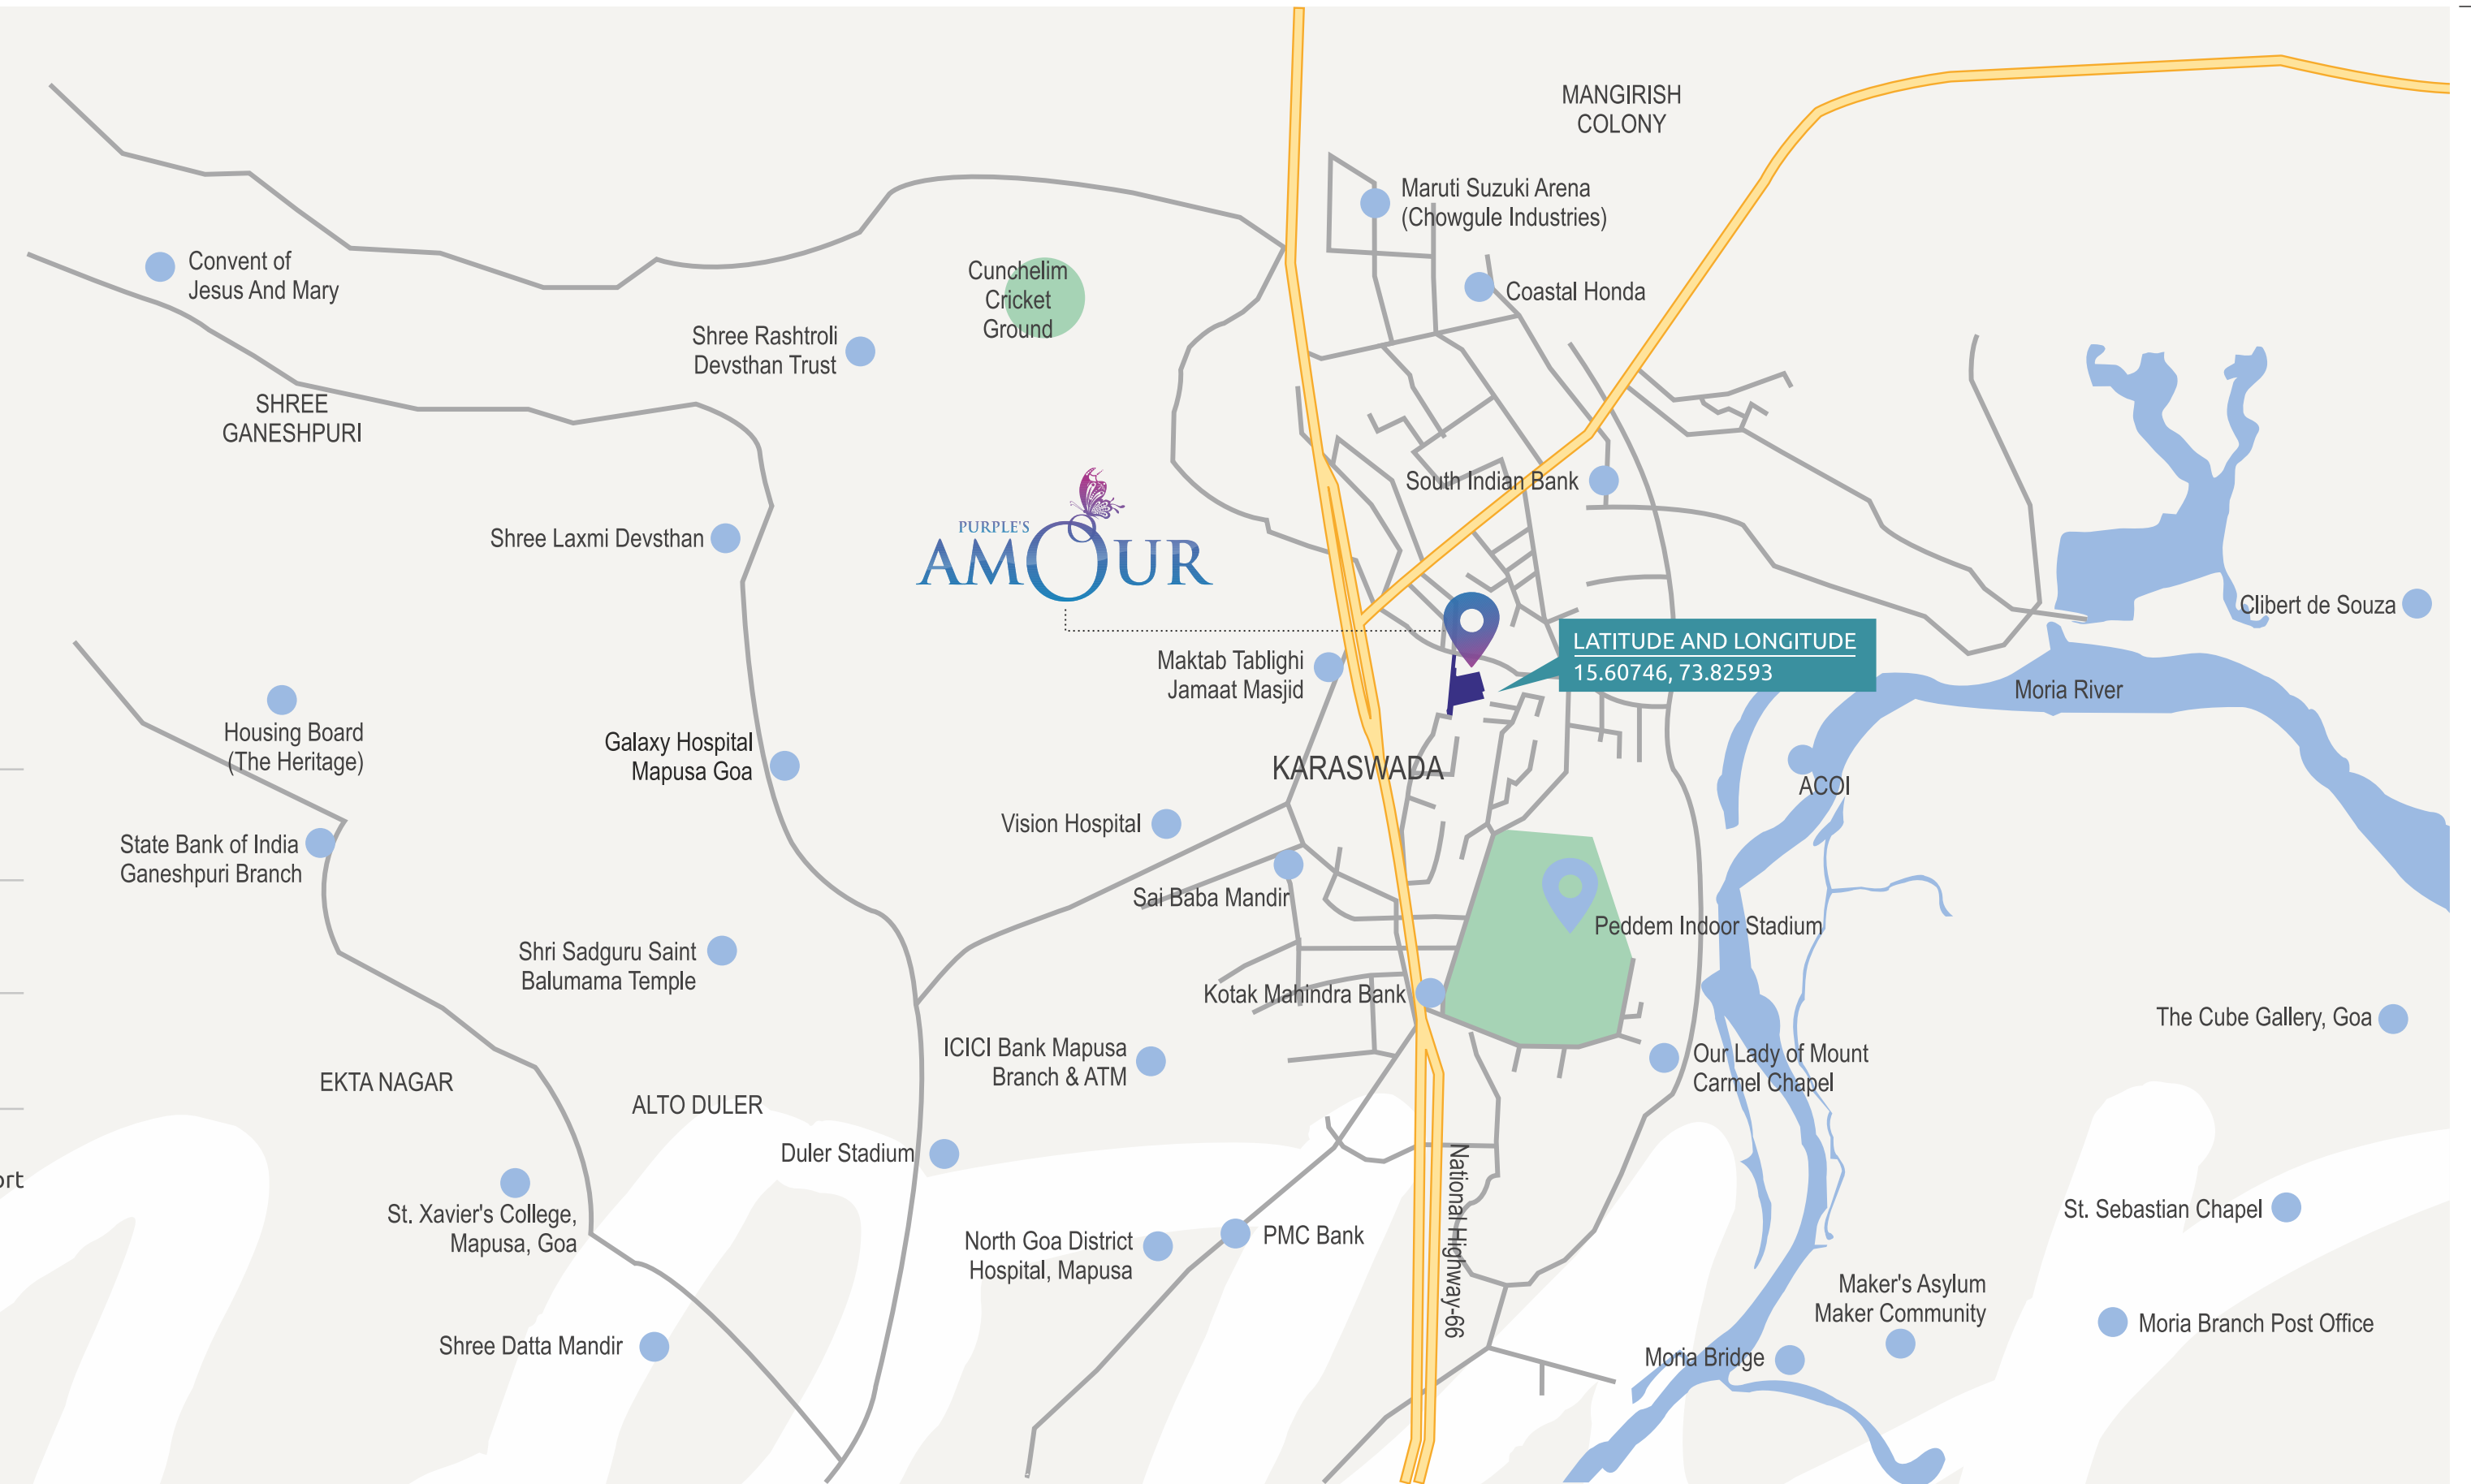 MANGIRISH
COLONY
Maruti Suzuki Arena
(Chowgule Industries)
Convent of
Jesus And Mary
Cunchelim
Cricket
Ground
Coastal Honda
Shree Rashtroli
Devsthan Trust
SHREE
GANESHPURI
South Indian Bank
PURPLE'S
AMOUR
Shree Laxmi Devsthan
Clibert de Souza
LATITUDE AND LONGITUDE
15.60746, 73.82593
Maktab Tablighi
Jamaat Masjid
Moria River
Housing Board
(The Heritage)
Galaxy Hospital
Mapusa Goa
KARASWADA
ACOI
Vision Hospital
State Bank of India
Ganeshpuri Branch
Sai Baba Mandir
Peddem Indoor Stadium
Shri Sadguru Saint
Balumama Temple
Kotak Mahindra Bank
The Cube Gallery, Goa
ICICI Bank Mapusa
Branch & ATM
Our Lady of Mount
Carmel Chapel
EKTA NAGAR
ALTO DULER
Duler Stadium
National Highway-66
ort
St. Xavier's College,
Mapusa, Goa
St. Sebastian Chapel
North Goa District
Hospital, Mapusa
PMC Bank
Maker's Asylum
Maker Community
Moria Branch Post Office
Shree Datta Mandir
Moria Bridge